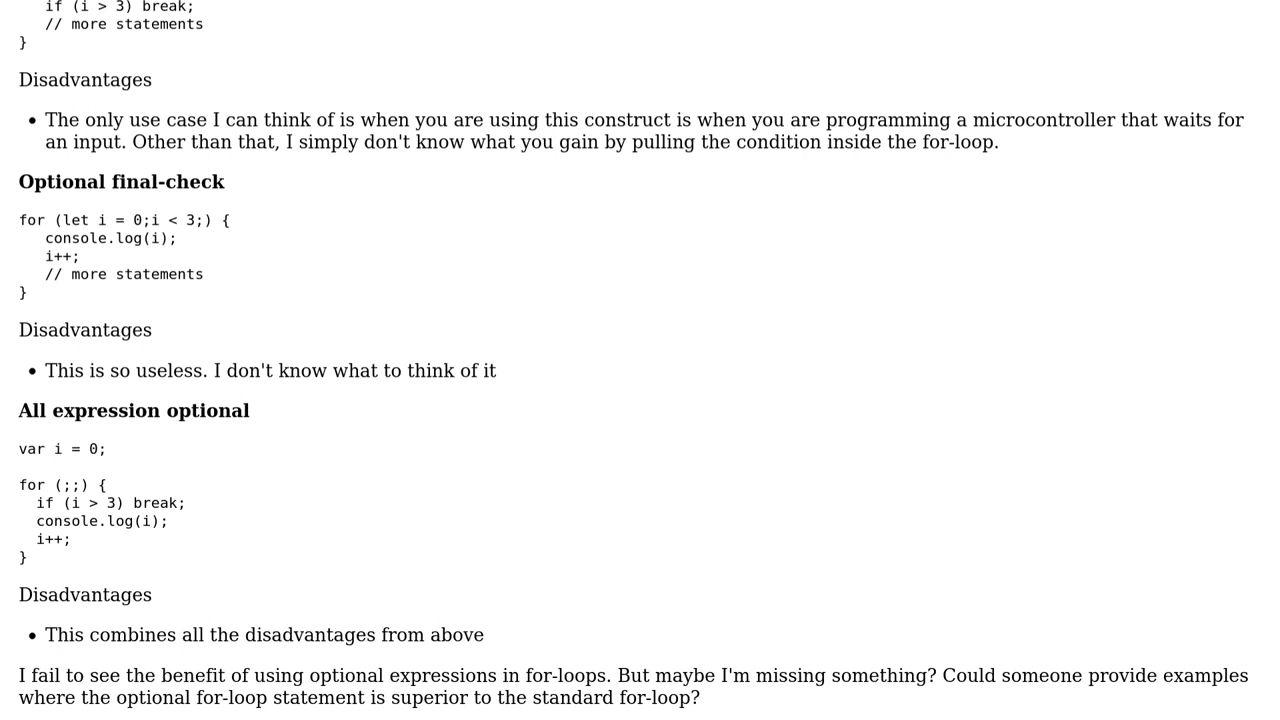 if (i > 3) break;
   // more statements
}
Disadvantages
• The only use case I can think of is when you are using this construct is when you are programming a microcontroller that waits for
an input. Other than that, I simply don't know what you gain by pulling the condition inside the for-loop.
Optional final-check
for (let i = 0;i < 3;) {
   console.log(i);
   i++;
   // more statements
}
Disadvantages
• This is so useless. I don't know what to think of it
All expression optional
var i = 0;
for (;;) {
  if (i > 3) break;
  console.log(i);
  i++;
}
Disadvantages
• This combines all the disadvantages from above
I fail to see the benefit of using optional expressions in for-loops. But maybe I'm missing something? Could someone provide examples
where the optional for-loop statement is superior to the standard for-loop?